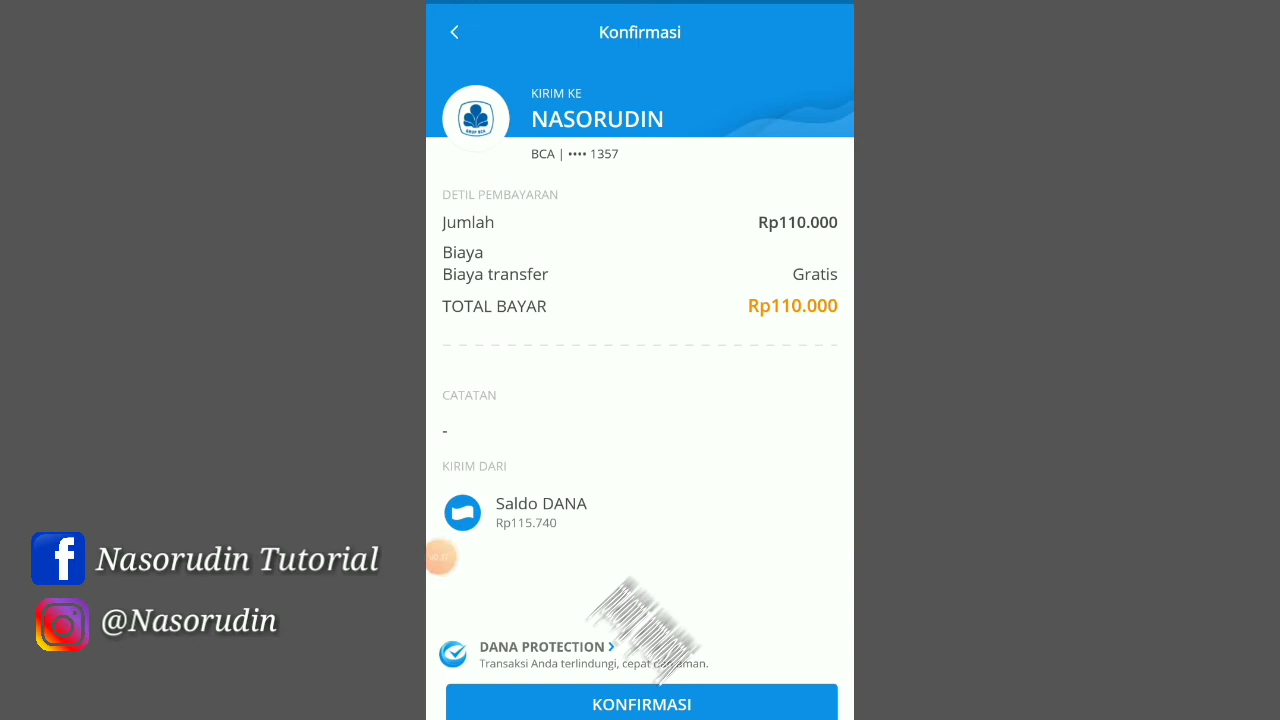 Konfirmasi
KIRIM KE
NASORUDIN
BCA | •••• 1357
DETIL PEMBAYARAN
Jumlah Rp110.000
Biaya
Biaya transfer Gratis
TOTAL BAYAR Rp110.000
CATATAN
-
KIRIM DARI
Saldo DANA
Rp115.740
Nasorudin Tutorial
@Nasorudin
DANA PROTECTION
Transaksi Anda terlindungi, cepat dan aman.
KONFIRMASI